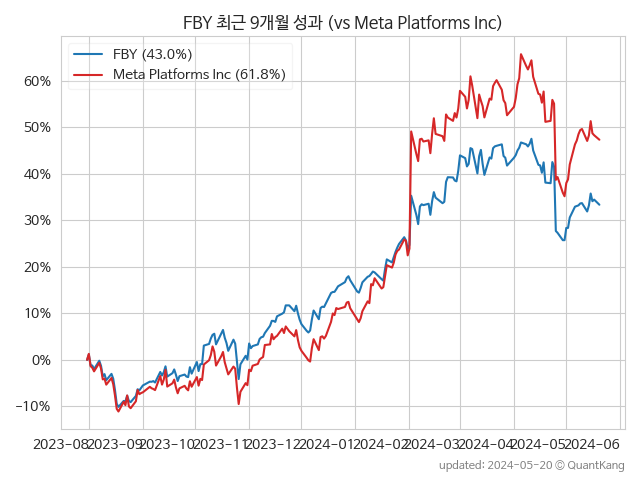 FBY 최근 9개월 성과 (vs Meta Platforms Inc)
FBY (43.0%)
Meta Platforms Inc (61.8%)
60%
50%
40%
30%
20%
10%
0%
−10%
2023-08 2023-09 2023-10 2023-11 2023-12 2024-01 2024-02 2024-03 2024-04 2024-05 2024-06
updated: 2024-05-20 © QuantKang